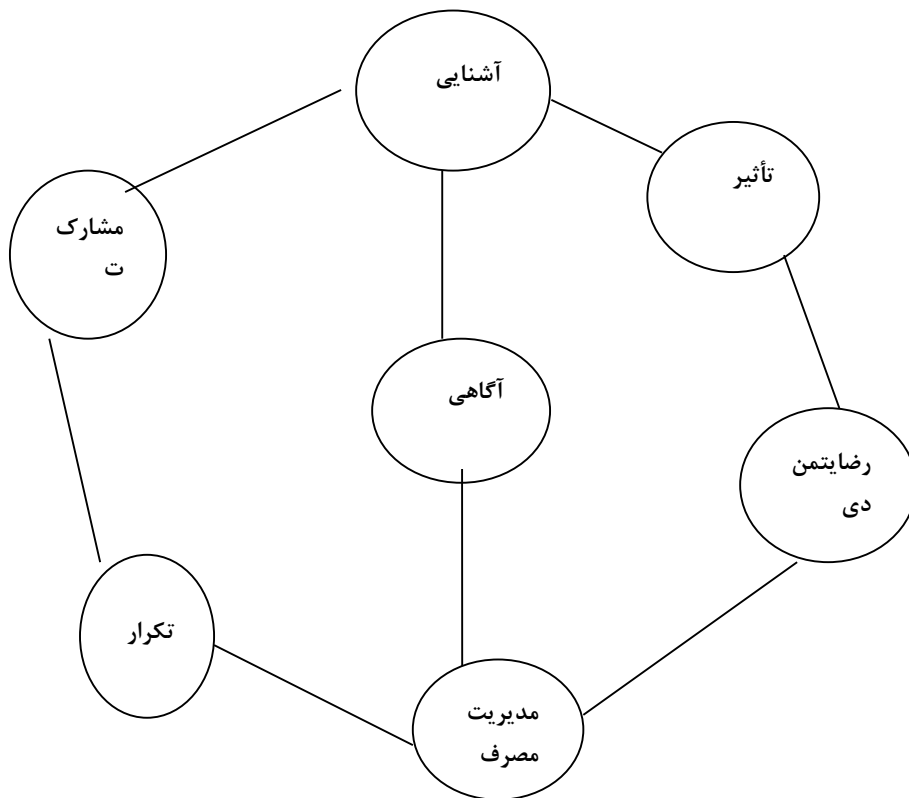 آشنایی
تأثیر
مشارک
ت
آگاهی
رضایتمن
دی
تکرار
مدیریت
مصرف